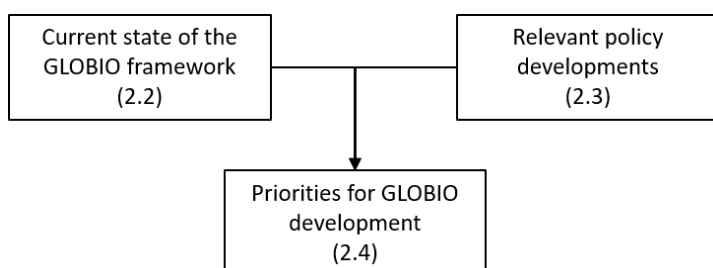 Current state of the
GLOBIO framework
(2.2)
Relevant policy
developments
(2.3)
Priorities for GLOBIO
development
(2.4)